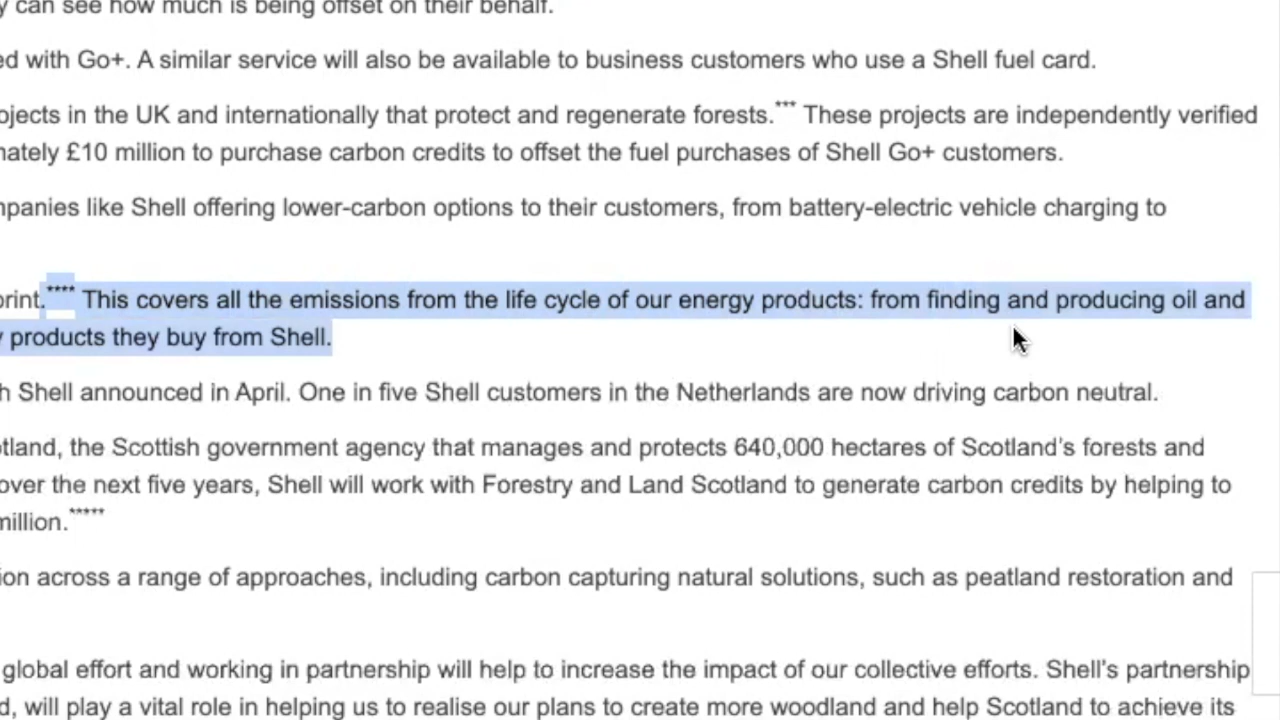 y can see how much is being offset on their behalf.
ed with Go+. A similar service will also be available to business customers who use a Shell fuel card.
ojects in the UK and internationally that protect and regenerate forests.*** These projects are independently verified
nately £10 million to purchase carbon credits to offset the fuel purchases of Shell Go+ customers.
mpanies like Shell offering lower-carbon options to their customers, from battery-electric vehicle charging to
print.**** This covers all the emissions from the life cycle of our energy products: from finding and producing oil and
y products they buy from Shell.
h Shell announced in April. One in five Shell customers in the Netherlands are now driving carbon neutral.
otland, the Scottish government agency that manages and protects 640,000 hectares of Scotland's forests and
over the next five years, Shell will work with Forestry and Land Scotland to generate carbon credits by helping to
million.*****
ion across a range of approaches, including carbon capturing natural solutions, such as peatland restoration and
global effort and working in partnership will help to increase the impact of our collective efforts. Shell's partnership
d, will play a vital role in helping us to realise our plans to create more woodland and help Scotland to achieve its